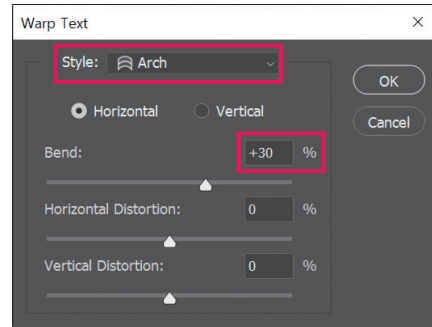 Warp Text
Style: Arch
OK
Horizontal Vertical
Cancel
Bend: +30 %
Horizontal Distortion: 0 %
Vertical Distortion: 0 %